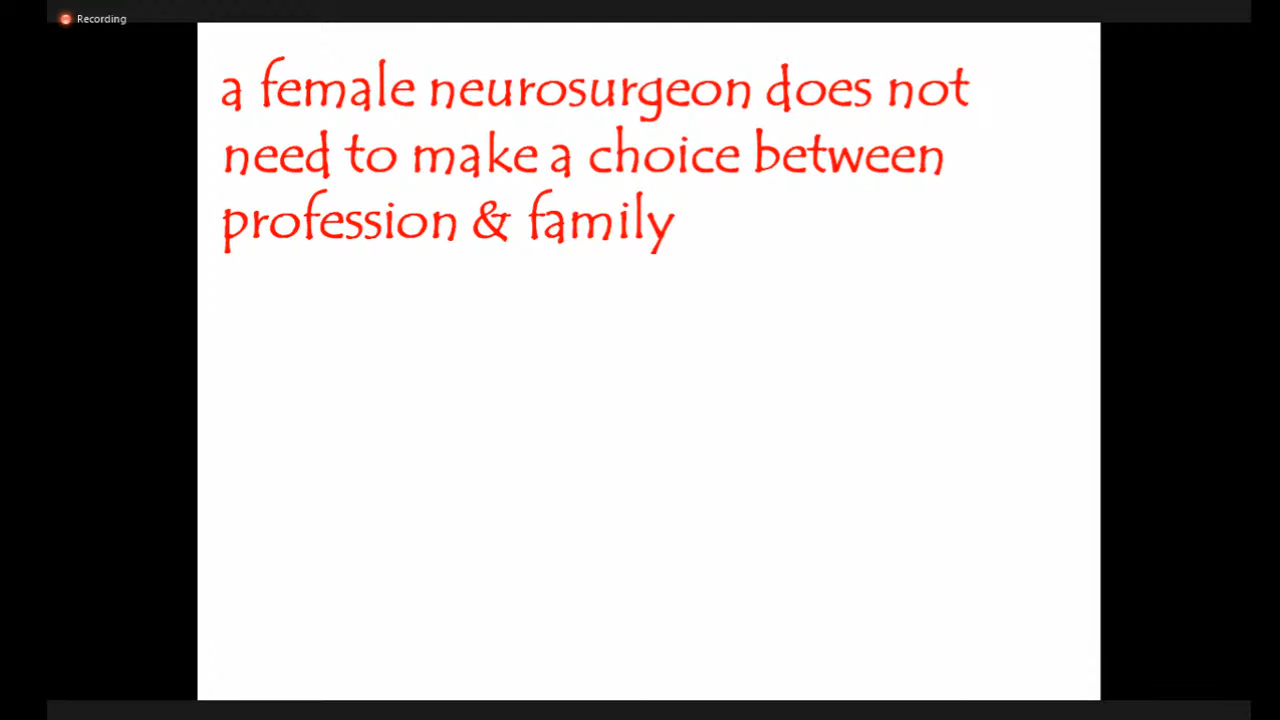 Recording
a female neurosurgeon does not
need to make a choice between
profession & family